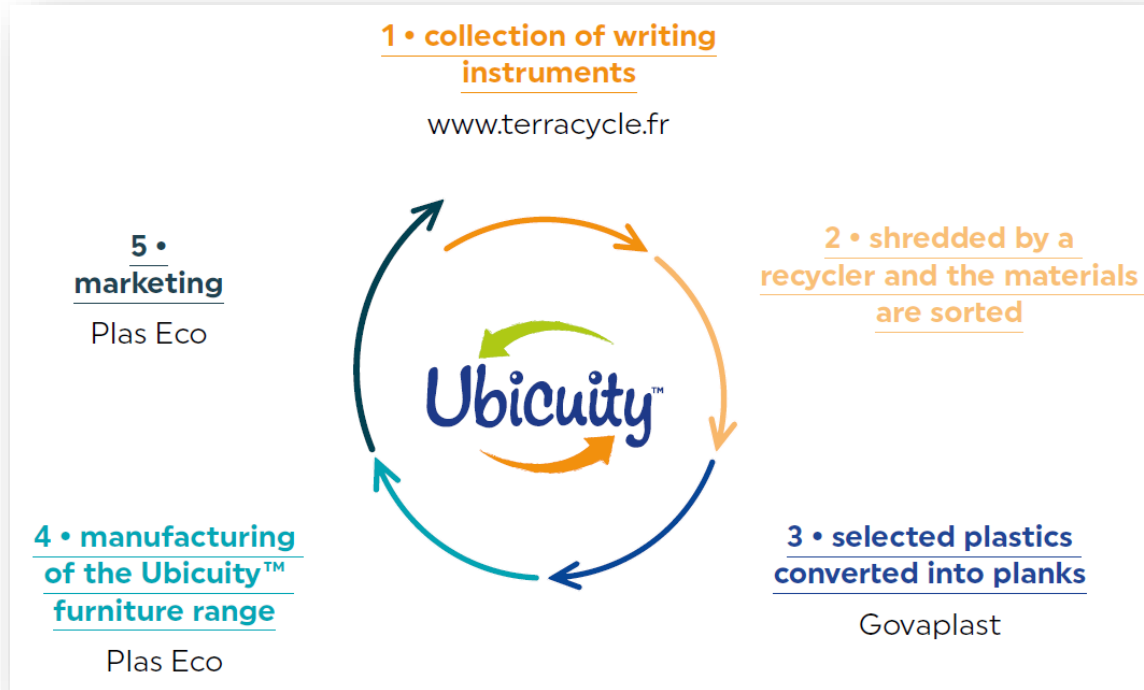 1 • collection of writing
instruments
www.terracycle.fr
2 • shredded by a
recycler and the materials
are sorted
3 • selected plastics
converted into planks
Govaplast
4 • manufacturing
of the Ubicuity™
furniture range
Plas Eco
5 •
marketing
Plas Eco
Ubicuity™